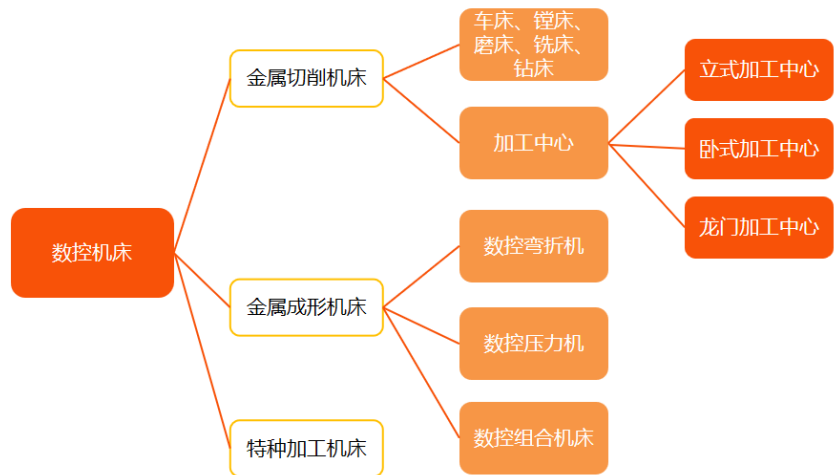 车床、镗床、
磨床、铣床、
钻床
立式加工中心
金属切削机床
加工中心
卧式加工中心
龙门加工中心
数控机床
数控弯折机
金属成形机床
数控压力机
特种加工机床
数控组合机床